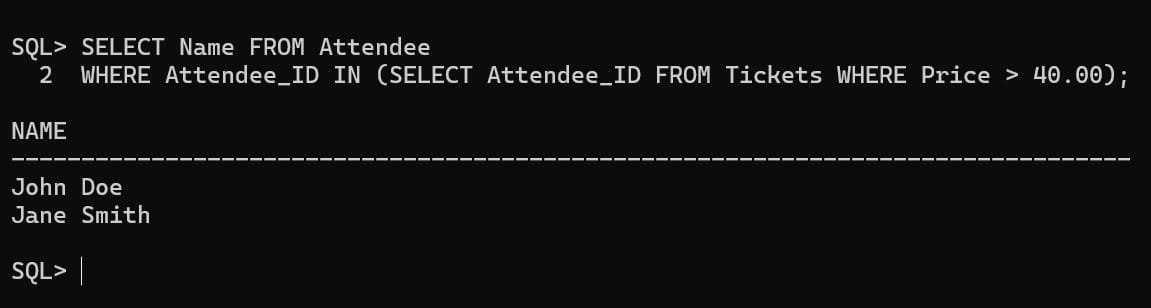 SQL> SELECT Name FROM Attendee
  2  WHERE Attendee_ID IN (SELECT Attendee_ID FROM Tickets WHERE Price > 40.00);
NAME
--------------------------------------------------------------------------------
John Doe
Jane Smith
SQL>